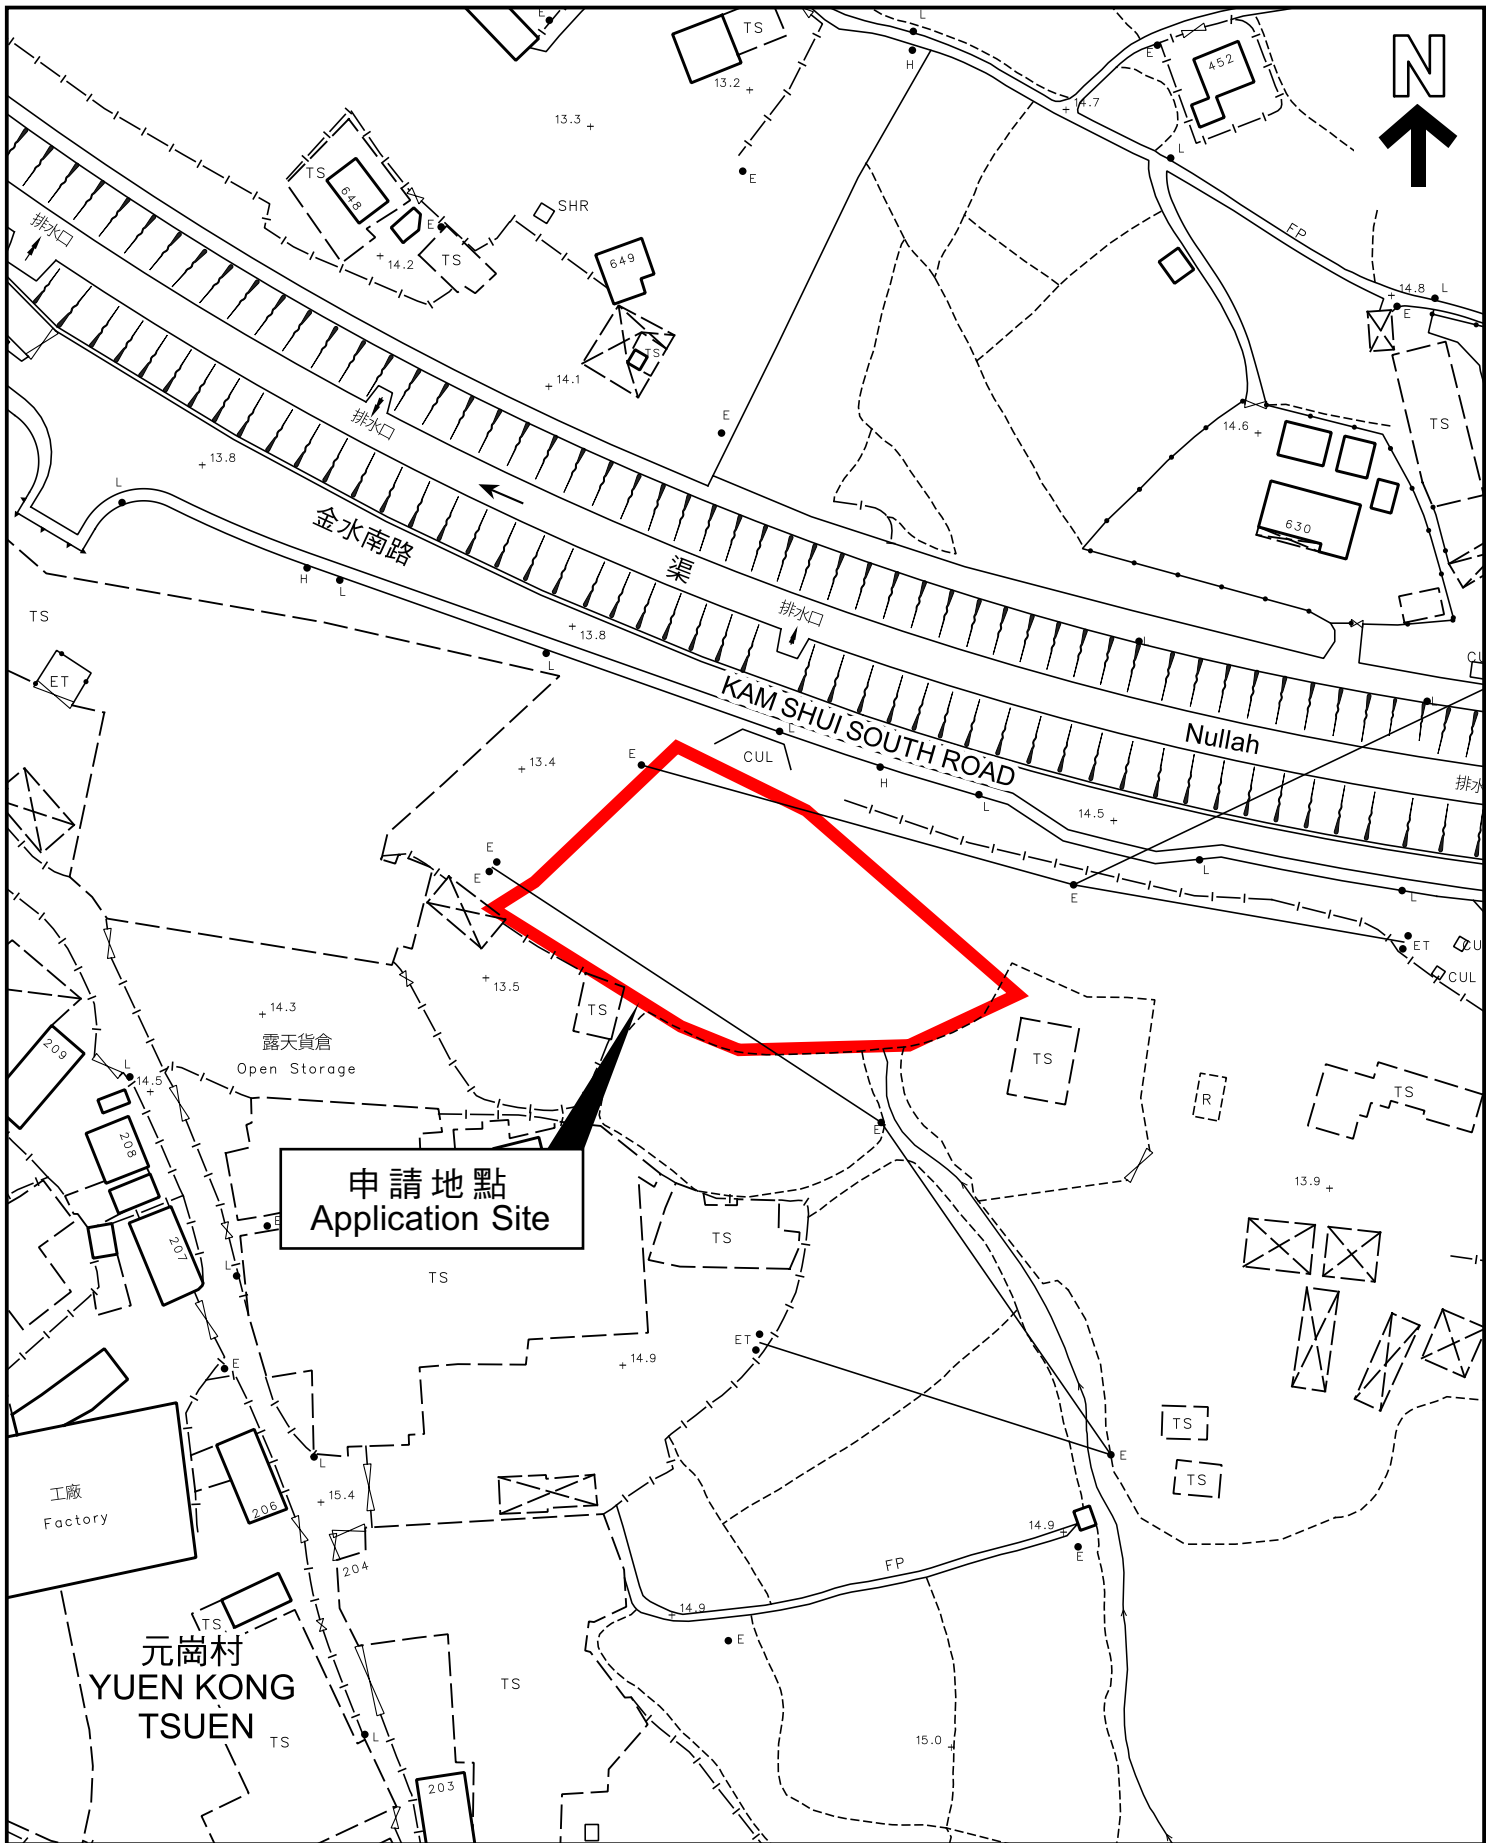 E
TS
L
H
E
452
N
13.2
14.7
13.3
L
TS
648
E
SHR
E
FP
排水口
14.2
TS
649
14.8
L
E
TS
14.1
排水口
E
14.6
TS
13.8
L
金水南路
630
渠
H
L
排水口
TS
13.8
L
L
ET
KAM SHUI SOUTH ROAD
Nullah
L
L
E
CUL
13.4
H
L
排水
14.5
E
E
L
E
L
ET
CU
CUL
13.5
TS
14.3
露天貨倉
Open Storage
209
TS
L
14.5
R
TS
E
208
申請地點
Application Site
13.9
207
E
TS
L
TS
ET
14.9
E
TS
E
L
TS
工廠
Factory
206
15.4
14.9
E
204
FP
14.9
TS
E
元崗村
YUEN KONG
TSUEN
TS
TS
L
15.0
203